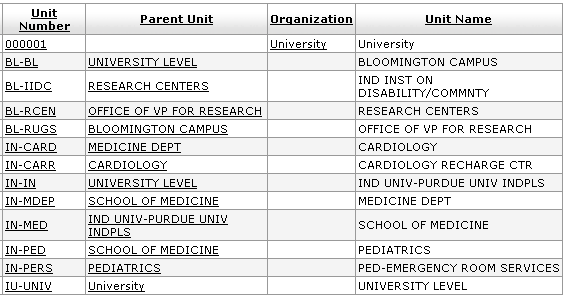 Unit Number Parent Unit Organization Unit Name
000001 University University
BL-BL UNIVERSITY LEVEL BLOOMINGTON CAMPUS
BL-IIDC RESEARCH CENTERS IND INST ON DISABILITY/COMMNTY
BL-RCEN OFFICE OF VP FOR RESEARCH RESEARCH CENTERS
BL-RUGS BLOOMINGTON CAMPUS OFFICE OF VP FOR RESEARCH
IN-CARD MEDICINE DEPT CARDIOLOGY
IN-CARR CARDIOLOGY CARDIOLOGY RECHARGE CTR
IN-IN UNIVERSITY LEVEL IND UNIV-PURDUE UNIV INDPLS
IN-MDEP SCHOOL OF MEDICINE MEDICINE DEPT
IN-MED IND UNIV-PURDUE UNIV INDPLS SCHOOL OF MEDICINE
IN-PED SCHOOL OF MEDICINE PEDIATRICS
IN-PERS PEDIATRICS PED-EMERGENCY ROOM SERVICES
IU-UNIV University UNIVERSITY LEVEL